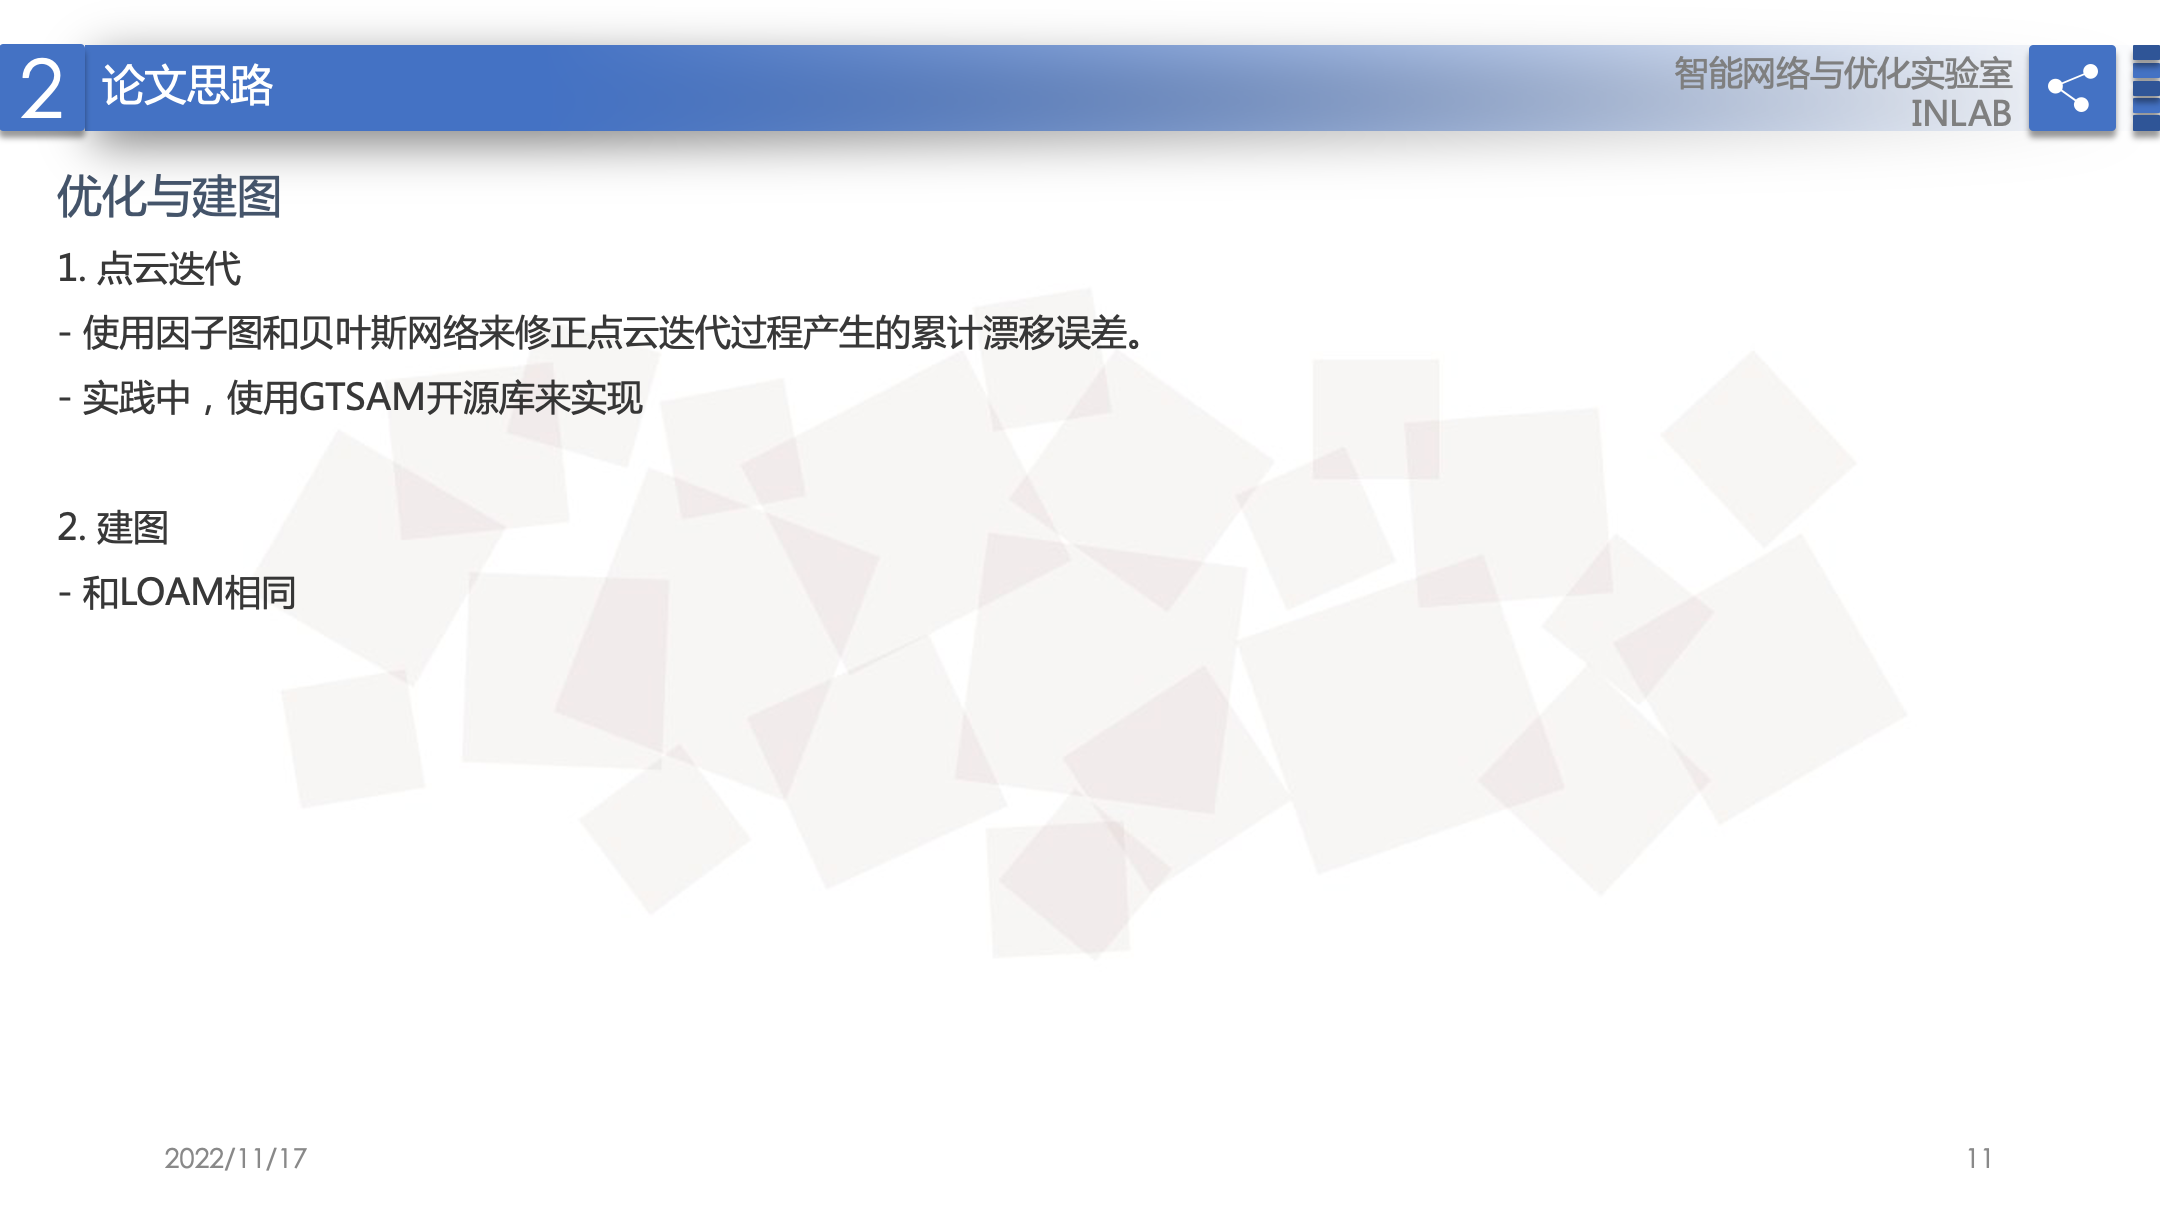 2
论文思路
智能网络与优化实验室
INLAB
优化与建图
1. 点云迭代
- 使用因子图和贝叶斯网络来修正点云迭代过程产生的累计漂移误差。
- 实践中，使用GTSAM开源库来实现
2. 建图
- 和LOAM相同
2022/11/17
11